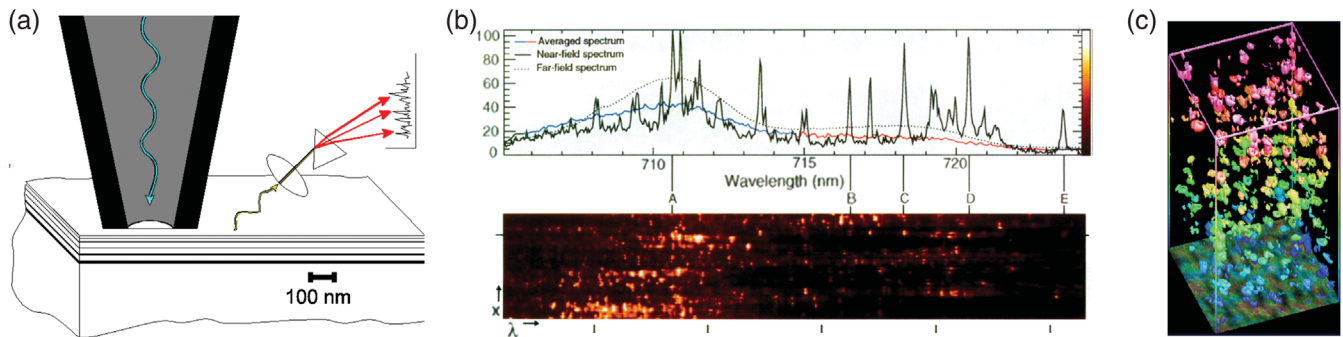 (a)
100 nm
(b)
100
80
60
40
20
0
Averaged spectrum
Near-field spectrum
Far-field spectrum
710
715
720
Wavelength (nm)
A
B
C
D
E
x
λ
(c)